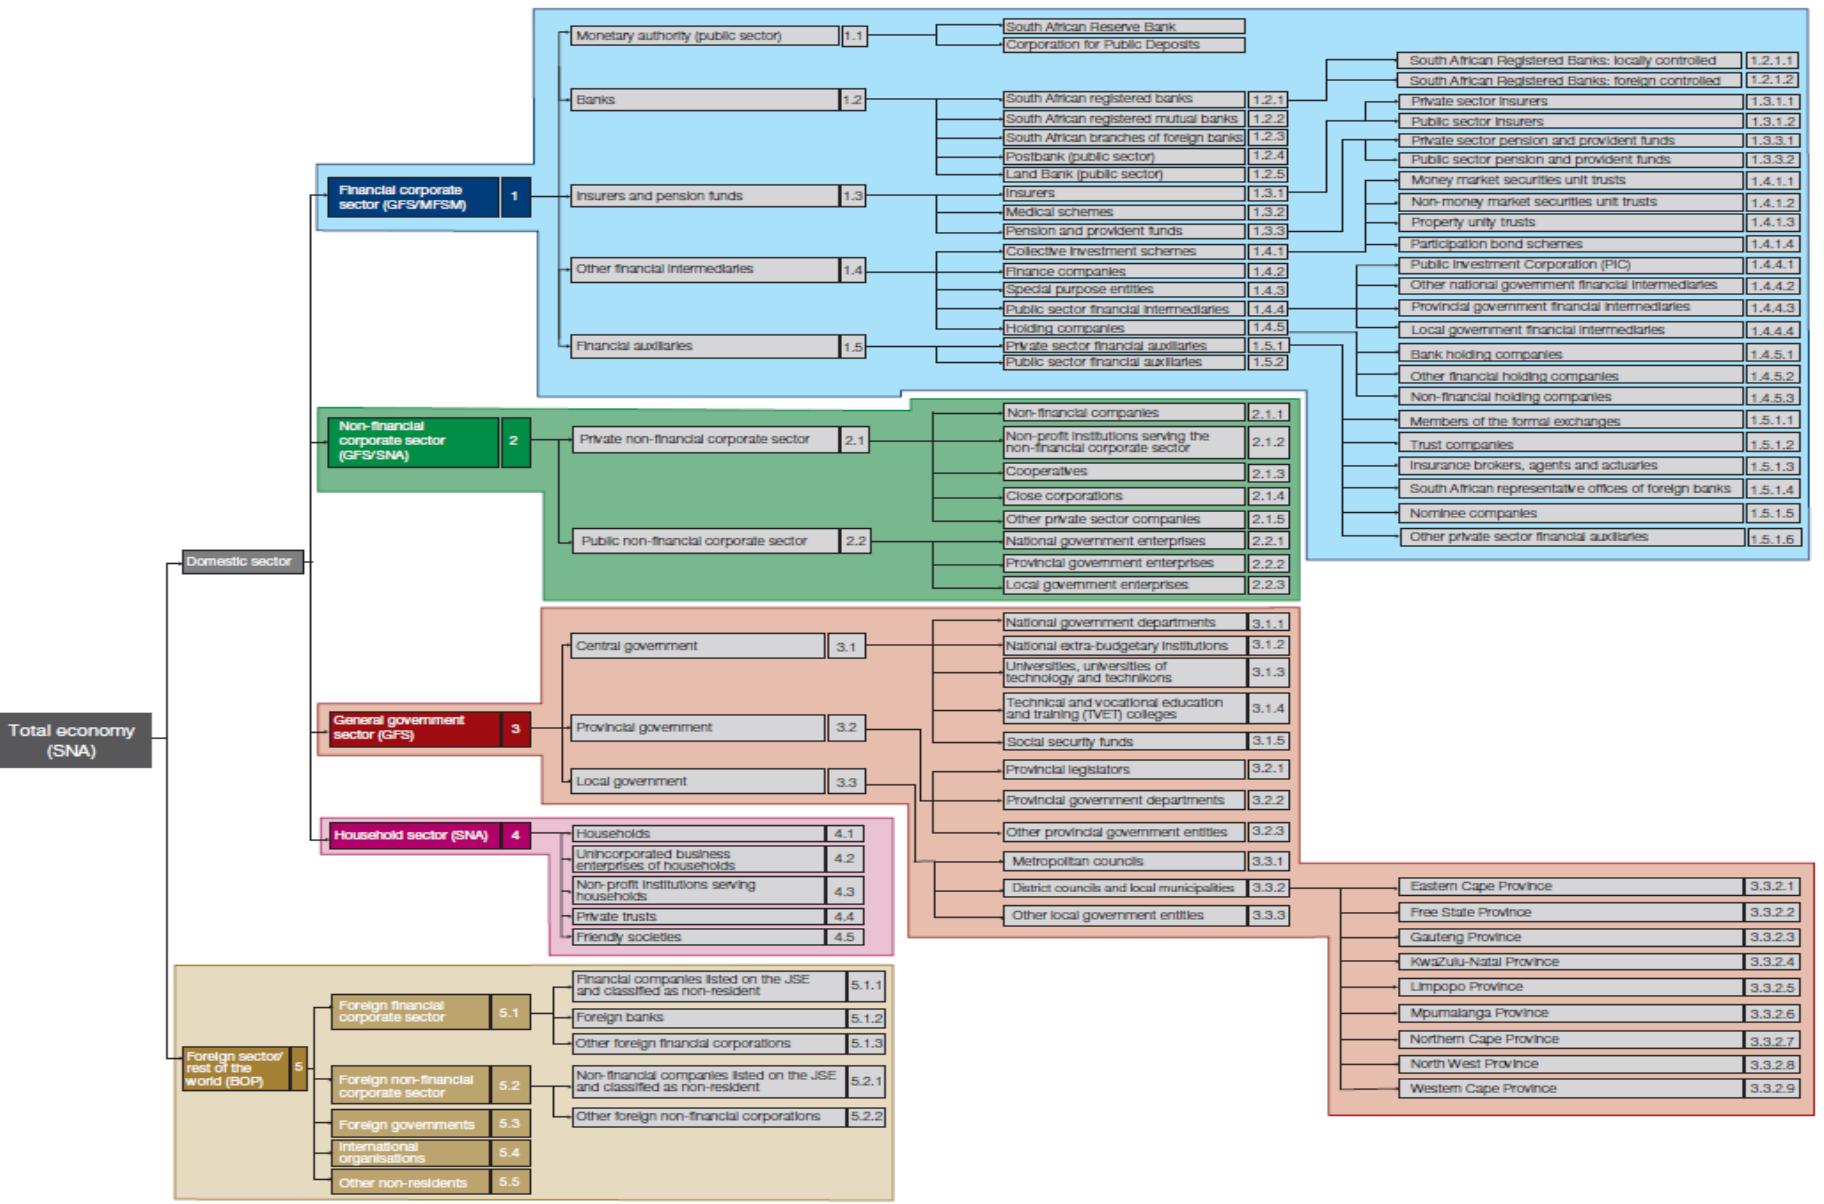 Total economy
(SNA)
Domestic sector
Financial corporate
sector (GFS/MFSM)
1
Monetary authority (public sector)
1.1
South African Reserve Bank
Corporation for Public Deposits
Banks
1.2
South African registered banks
1.2.1
South African Registered Banks: locally controlled
1.2.1.1
South African Registered Banks: foreign controlled
1.2.1.2
South African registered mutual banks
1.2.2
South African branches of foreign banks
1.2.3
Postbank (public sector)
1.2.4
Land Bank (public sector)
1.2.5
Insurers and pension funds
1.3
Insurers
1.3.1
Private sector insurers
1.3.1.1
Public sector insurers
1.3.1.2
Medical schemes
1.3.2
Pension and provident funds
1.3.3
Private sector pension and provident funds
1.3.3.1
Public sector pension and provident funds
1.3.3.2
Other financial intermediaries
1.4
Collective investment schemes
1.4.1
Money market securities unit trusts
1.4.1.1
Non-money market securities unit trusts
1.4.1.2
Property unity trusts
1.4.1.3
Participation bond schemes
1.4.1.4
Finance companies
1.4.2
Special purpose entities
1.4.3
Public sector financial intermediaries
1.4.4
Public Investment Corporation (PIC)
1.4.4.1
Other national government financial intermediaries
1.4.4.2
Provincial government financial intermediaries
1.4.4.3
Local government financial intermediaries
1.4.4.4
Holding companies
1.4.5
Bank holding companies
1.4.5.1
Other financial holding companies
1.4.5.2
Non-financial holding companies
1.4.5.3
Financial auxiliaries
1.5
Private sector financial auxiliaries
1.5.1
Members of the formal exchanges
1.5.1.1
Trust companies
1.5.1.2
Insurance brokers, agents and actuaries
1.5.1.3
South African representative offices of foreign banks
1.5.1.4
Nominee companies
1.5.1.5
Other private sector financial auxiliaries
1.5.1.6
Public sector financial auxiliaries
1.5.2
Non-financial
corporate sector
(GFS/SNA)
2
Private non-financial corporate sector
2.1
Non-financial companies
2.1.1
Non-profit institutions serving the
non-financial corporate sector
2.1.2
Cooperatives
2.1.3
Close corporations
2.1.4
Other private sector companies
2.1.5
Public non-financial corporate sector
2.2
National government enterprises
2.2.1
Provincial government enterprises
2.2.2
Local government enterprises
2.2.3
General government
sector (GFS)
3
Central government
3.1
National government departments
3.1.1
National extra-budgetary institutions
3.1.2
Universities, universities of
technology and technikons
3.1.3
Technical and vocational education
and training (TVET) colleges
3.1.4
Social security funds
3.1.5
Provincial government
3.2
Provincial legislators
3.2.1
Provincial government departments
3.2.2
Other provincial government entities
3.2.3
Local government
3.3
Metropolitan councils
3.3.1
District councils and local municipalities
3.3.2
Eastern Cape Province
3.3.2.1
Free State Province
3.3.2.2
Gauteng Province
3.3.2.3
KwaZulu-Natal Province
3.3.2.4
Limpopo Province
3.3.2.5
Mpumalanga Province
3.3.2.6
Northern Cape Province
3.3.2.7
North West Province
3.3.2.8
Western Cape Province
3.3.2.9
Other local government entities
3.3.3
Household sector (SNA)
4
Households
4.1
Unincorporated business
enterprises of households
4.2
Non-profit institutions serving
households
4.3
Private trusts
4.4
Friendly societies
4.5
Foreign sector/
rest of the
world (BOP)
5
Foreign financial
corporate sector
5.1
Financial companies listed on the JSE
and classified as non-resident
5.1.1
Foreign banks
5.1.2
Other foreign financial corporations
5.1.3
Foreign non-financial
corporate sector
5.2
Non-financial companies listed on the JSE
and classified as non-resident
5.2.1
Other foreign non-financial corporations
5.2.2
Foreign governments
5.3
International
organisations
5.4
Other non-residents
5.5